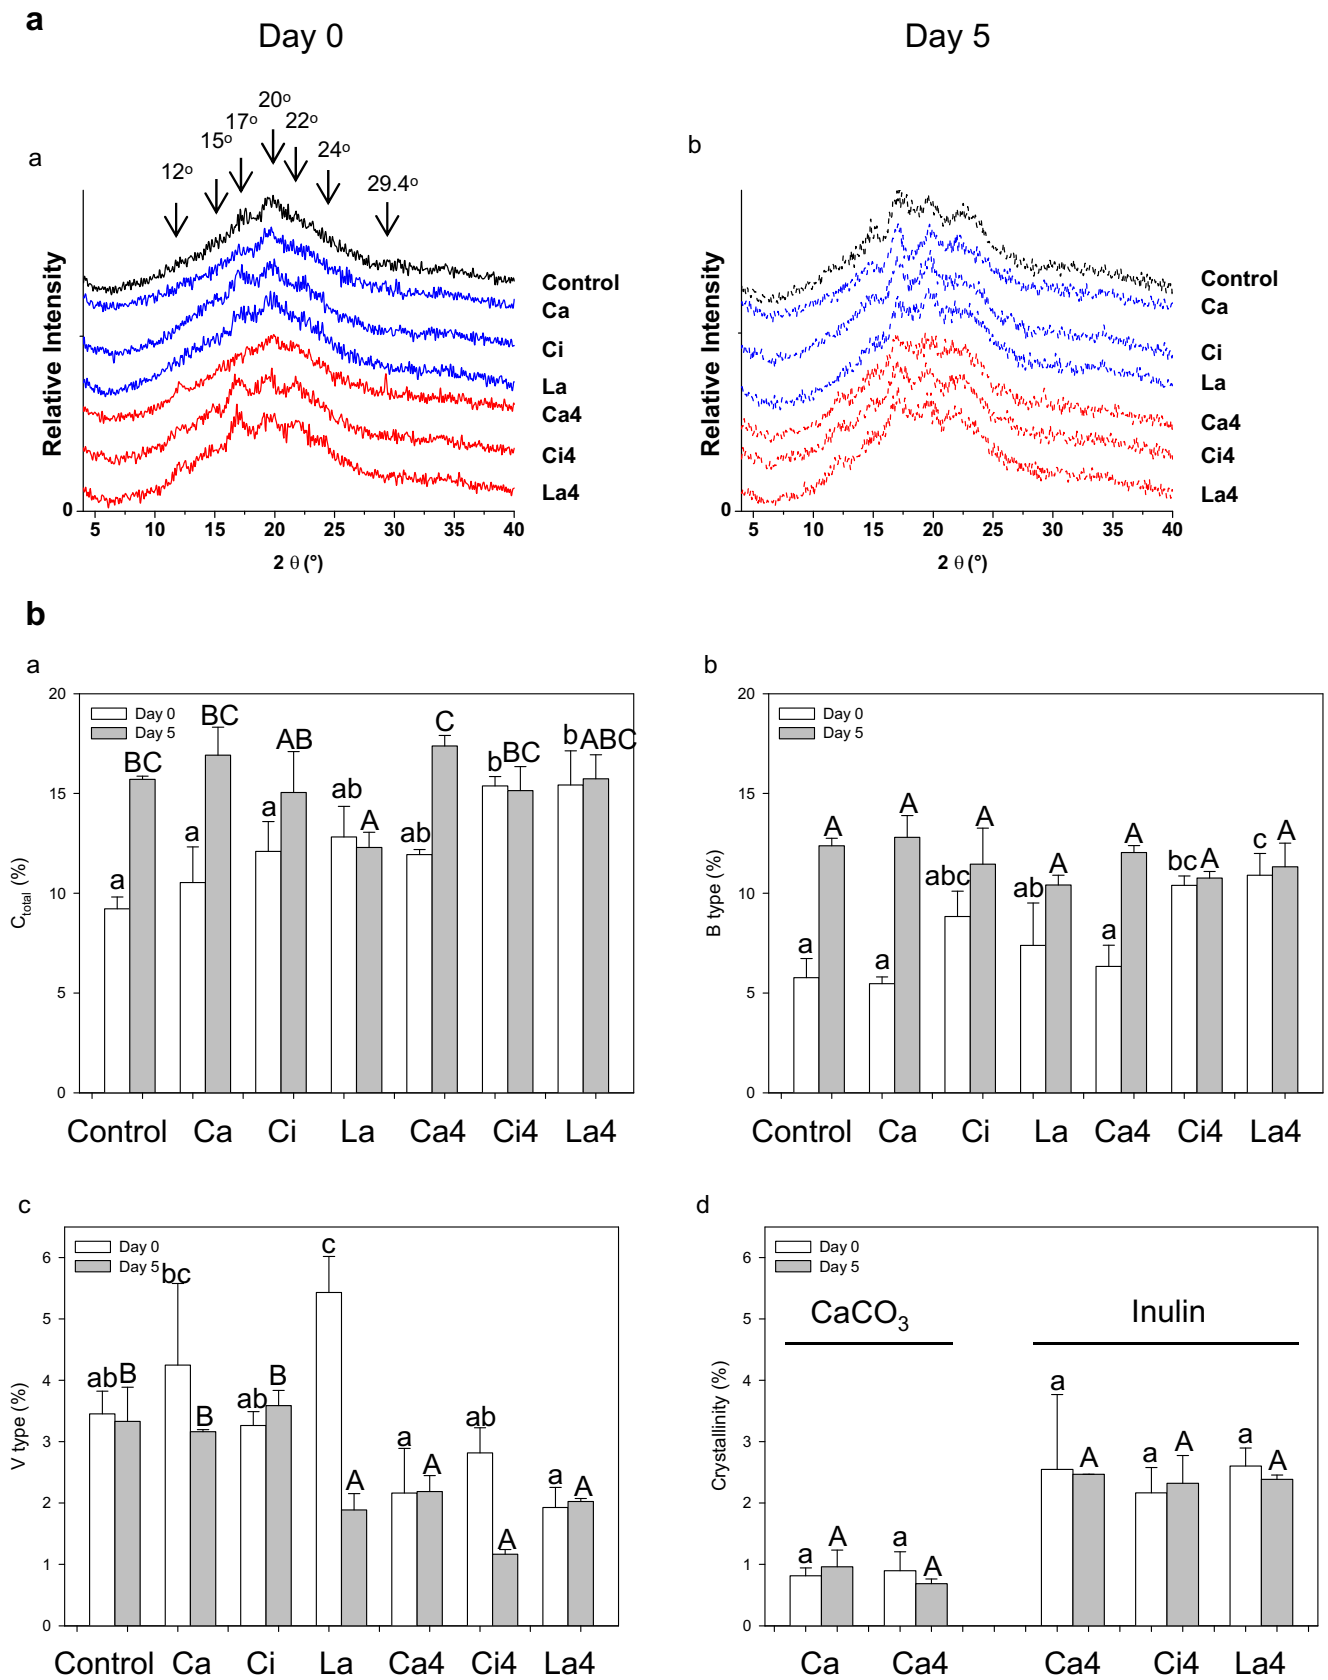 a
Day 0
Day 5
20°
17°
22°
15°
24°
12°
29.4°
a
b
Relative Intensity
Control
Ca
Ci
La
Ca4
Ci4
La4
0
5 10 15 20 25 30 35 40
2 θ (°)
Relative Intensity
Control
Ca
Ci
La
Ca4
Ci4
La4
0
5 10 15 20 25 30 35 40
2 θ (°)
b
a
20
15
10
5
0
C total (%)
Day 0
Day 5
a BC a BC a AB ab A ab C b BC b ABC
Control Ca Ci La Ca4 Ci4 La4
b
20
15
10
5
0
B type (%)
Day 0
Day 5
a A a A abc A ab A a A bc A c A
Control Ca Ci La Ca4 Ci4 La4
c
6
5
4
3
2
1
0
V type (%)
Day 0
Day 5
ab B bc B ab B c A a A ab A a A
Control Ca Ci La Ca4 Ci4 La4
d
6
5
4
3
2
1
0
Crystallinity (%)
Day 0
Day 5
CaCO₃
Inulin
a A a A a A a A a A
Ca Ca4 Ca4 Ci4 La4